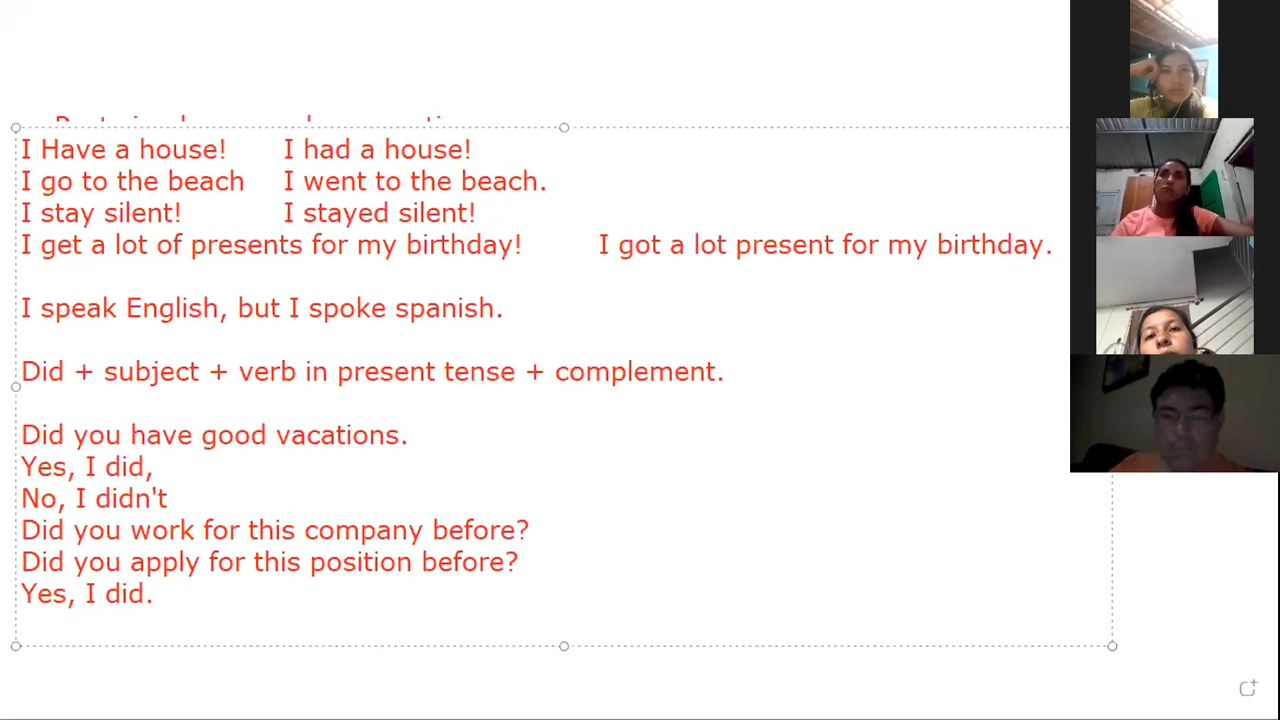 I Have a house! I had a house!
I go to the beach I went to the beach.
I stay silent! I stayed silent!
I get a lot of presents for my birthday! I got a lot present for my birthday.
I speak English, but I spoke spanish.
Did + subject + verb in present tense + complement.
Did you have good vacations.
Yes, I did,
No, I didn't
Did you work for this company before?
Did you apply for this position before?
Yes, I did.